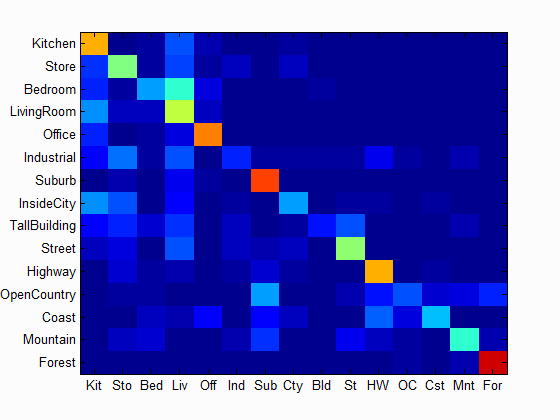 Kitchen
Store
Bedroom
LivingRoom
Office
Industrial
Suburb
InsideCity
TallBuilding
Street
Highway
OpenCountry
Coast
Mountain
Forest
Kit Sto Bed Liv Off Ind Sub Cty Bld St HW OC Cst Mnt For